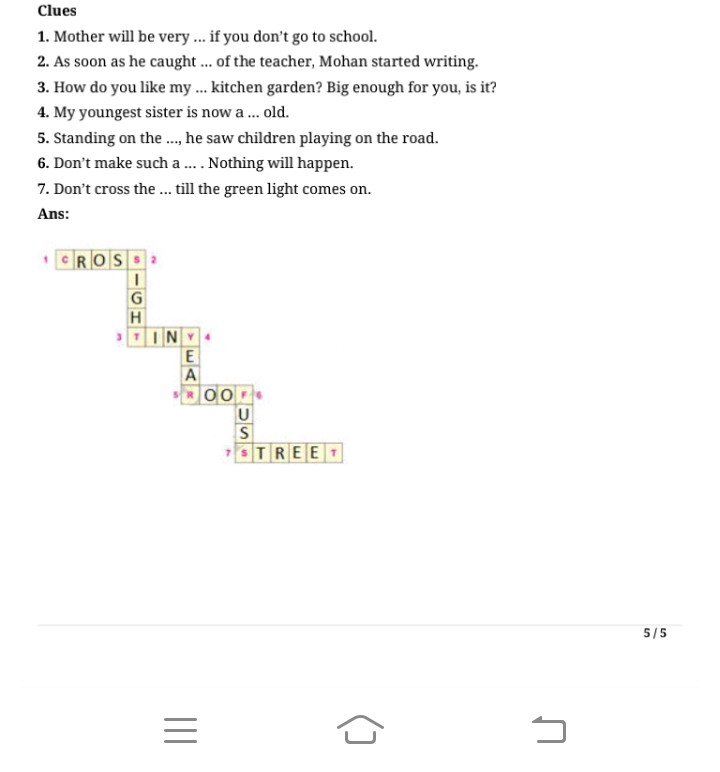 Clues
1. Mother will be very ... if you don't go to school.
2. As soon as he caught ... of the teacher, Mohan started writing.
3. How do you like my ... kitchen garden? Big enough for you, is it?
4. My youngest sister is now a ... old.
5. Standing on the ..., he saw children playing on the road.
6. Don't make such a ... . Nothing will happen.
7. Don't cross the ... till the green light comes on.
Ans:
1 CROSS 2
I
G
H
3 TINY 4
E
A
5 ROOF 6
U
S
7 STREET
5 / 5